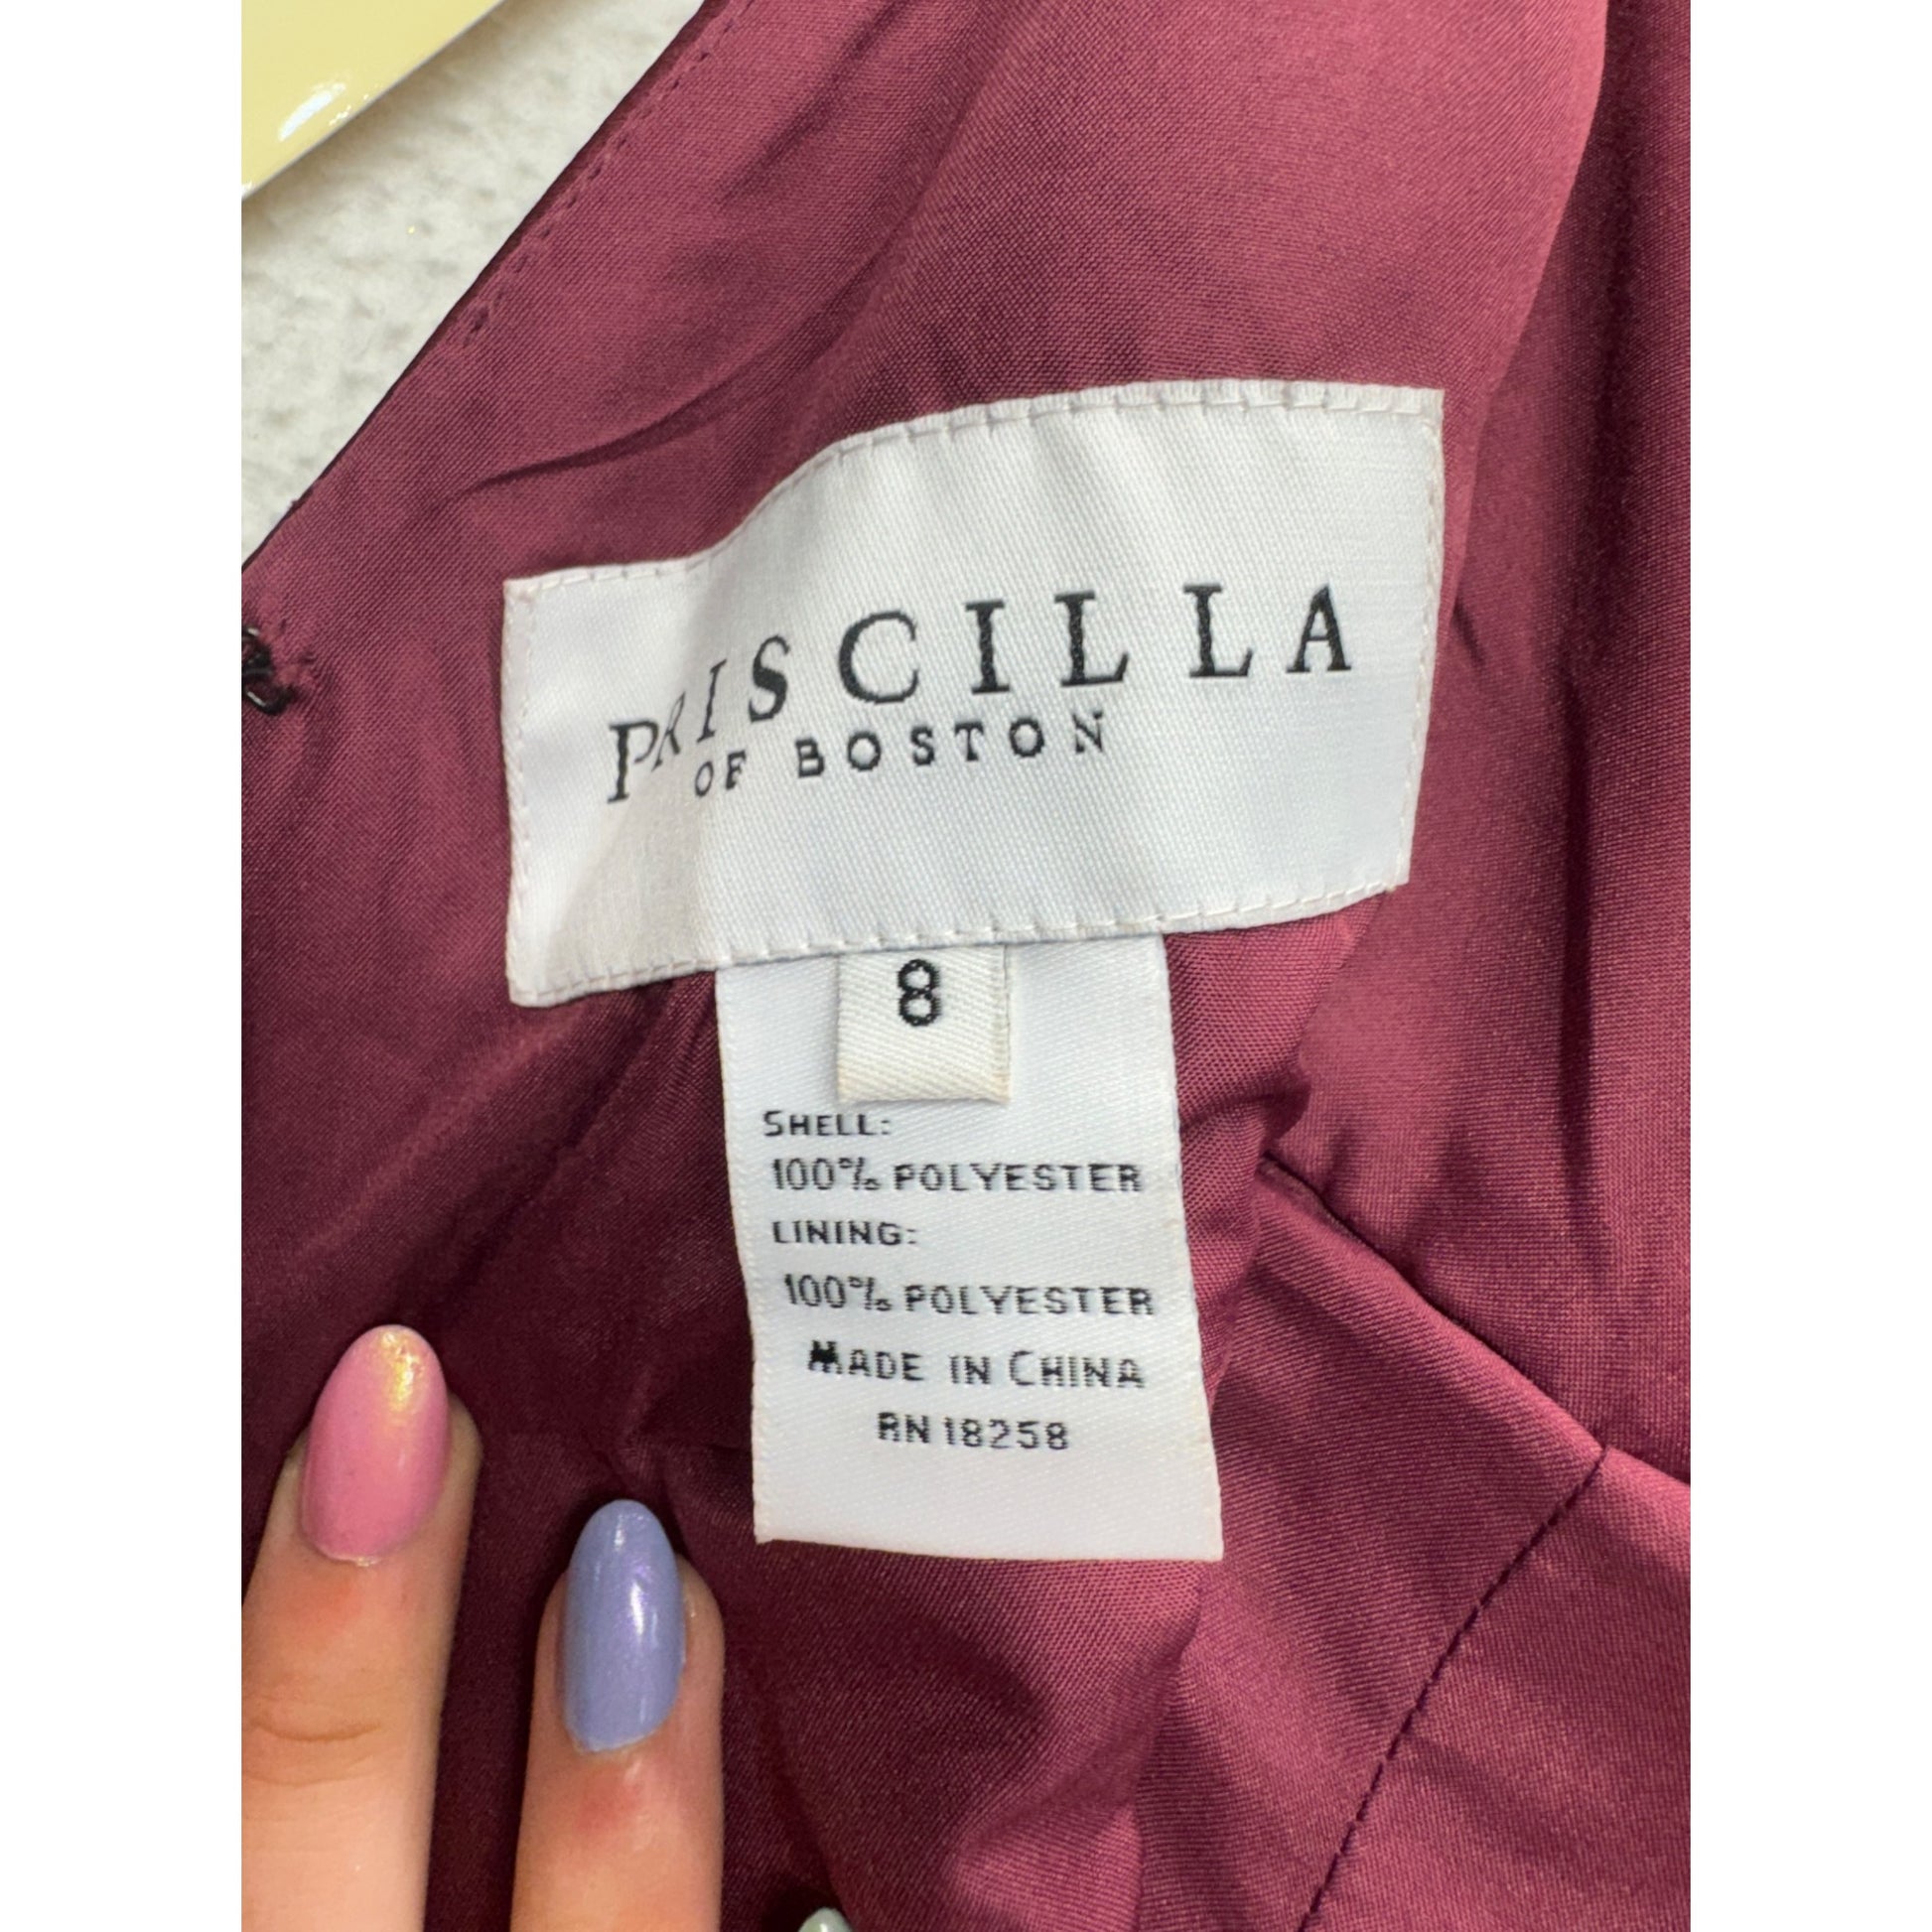 PRISCILLA
OF BOSTON
8
SHELL:
100% POLYESTER
LINING:
100% POLYESTER
MADE IN CHINA
RN 18258